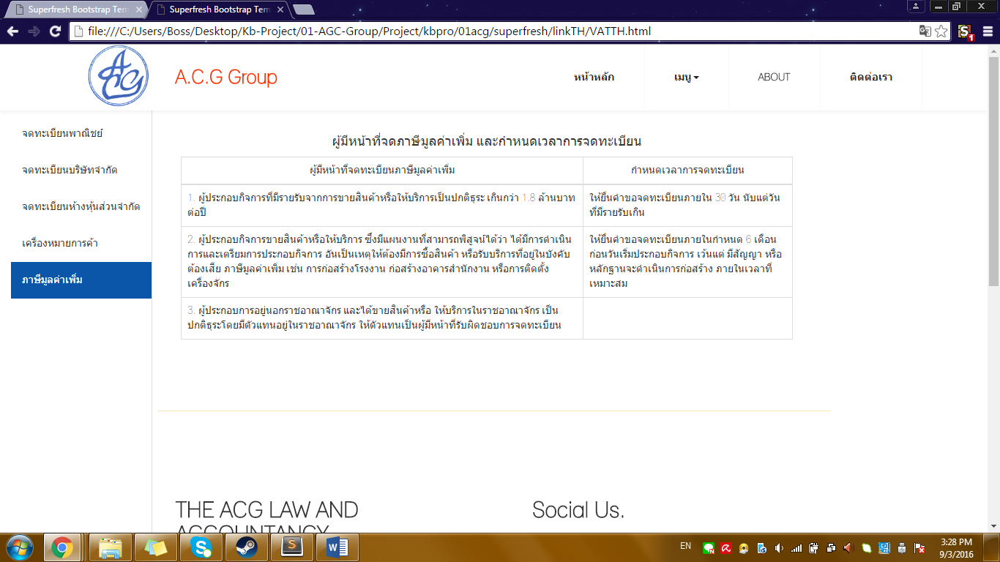 Superfresh Bootstrap Tem
Superfresh Bootstrap Tem
file:///C:/Users/Boss/Desktop/Kb-Project/01-AGC-Group/Project/kbpro/01acg/superfresh/linkTH/VATTH.html
ACG
A.C.G Group
หน้าหลัก
เมนู
ABOUT
ติดต่อเรา
จดทะเบียนพาณิชย์
จดทะเบียนบริษัทจำกัด
จดทะเบียนห้างหุ้นส่วนจำกัด
เครื่องหมายการค้า
ภาษีมูลค่าเพิ่ม
ผู้มีหน้าที่จดภาษีมูลค่าเพิ่ม และกำหนดเวลาการจดทะเบียน
ผู้มีหน้าที่จดทะเบียนภาษีมูลค่าเพิ่ม
กำหนดเวลาการจดทะเบียน
1. ผู้ประกอบกิจการที่มีรายรับจากการขายสินค้าหรือให้บริการเป็นปกติธุระ เกินกว่า 1.8 ล้านบาท
ต่อปี
ให้ยื่นคำขอจดทะเบียนภายใน 30 วัน นับแต่วัน
ที่มีรายรับเกิน
2. ผู้ประกอบกิจการขายสินค้าหรือให้บริการ ซึ่งมีแผนงานที่สามารถพิสูจน์ได้ว่า ได้มีการดำเนิน
การและเตรียมการประกอบกิจการ อันเป็นเหตุให้ต้องมีการซื้อสินค้า หรือรับบริการที่อยู่ในบังคับ
ต้องเสีย ภาษีมูลค่าเพิ่ม เช่น การก่อสร้างโรงงาน ก่อสร้างอาคารสำนักงาน หรือการติดตั้ง
เครื่องจักร
ให้ยื่นคำขอจดทะเบียนภายในกำหนด 6 เดือน
ก่อนวันเริ่มประกอบกิจการ เว้นแต่ มีสัญญา หรือ
หลักฐานจะดำเนินการก่อสร้าง ภายในเวลาที่
เหมาะสม
3. ผู้ประกอบการอยู่นอกราชอาณาจักร และได้ขายสินค้าหรือ ให้บริการในราชอาณาจักร เป็น
ปกติธุระโดยมีตัวแทนอยู่ในราชอาณาจักร ให้ตัวแทนเป็นผู้มีหน้าที่รับผิดชอบการจดทะเบียน
THE ACG LAW AND
ACCOUNTANCY
Social Us.
EN
3:28 PM
9/3/2016